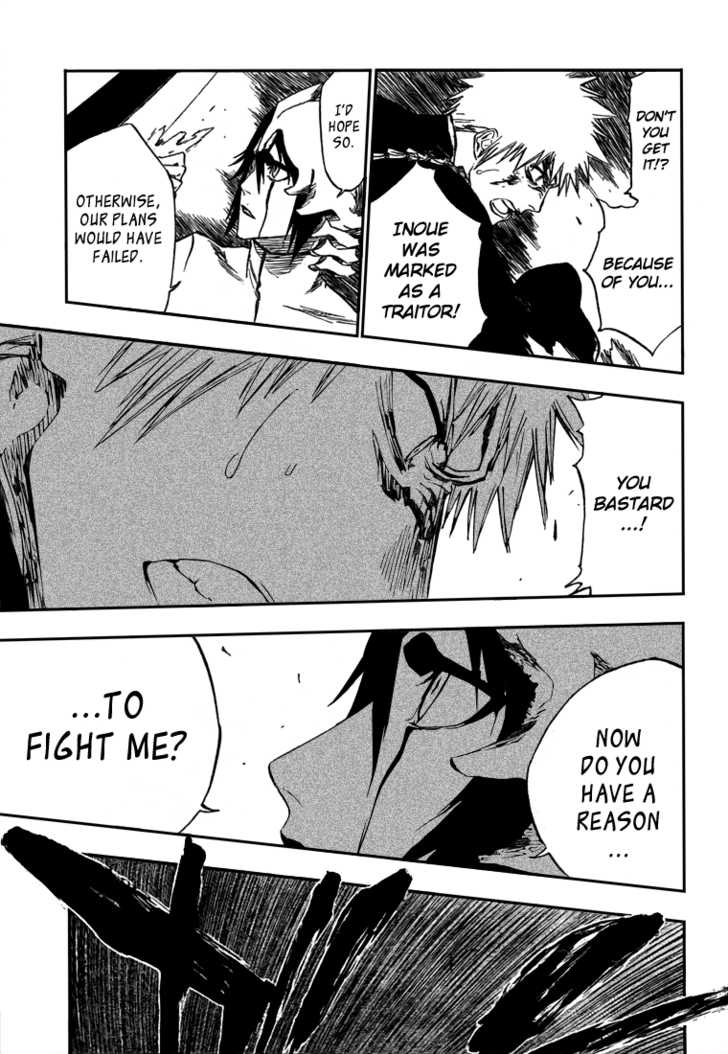 DON'T
YOU
GET
IT!?
BECAUSE
OF YOU...
INOUE
WAS
MARKED
AS A
TRAITOR!
I'D
HOPE
SO.
OTHERWISE,
OUR PLANS
WOULD HAVE
FAILED.
YOU
BASTARD
...!
NOW
DO YOU
HAVE A
REASON
...
...TO
FIGHT ME?